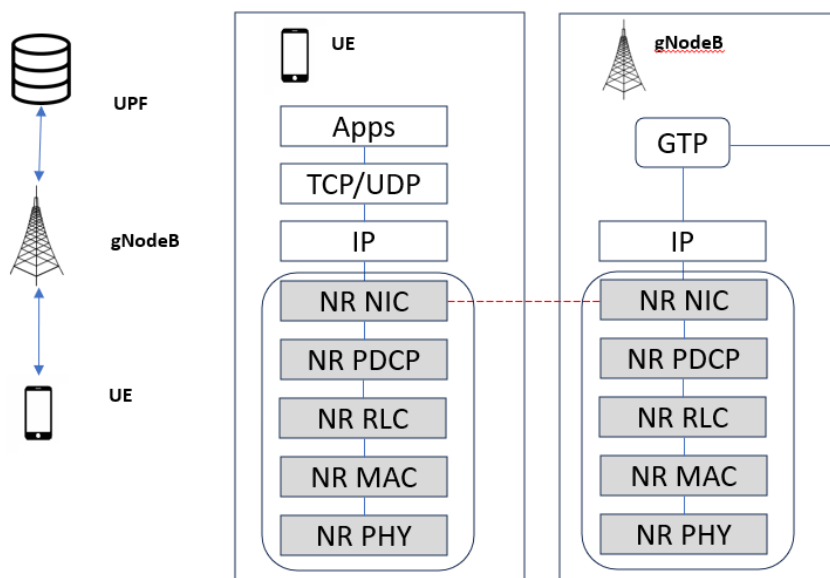 UPF
gNodeB
UE
UE
Apps
TCP/UDP
IP
NR NIC
NR PDCP
NR RLC
NR MAC
NR PHY
gNodeB
GTP
IP
NR NIC
NR PDCP
NR RLC
NR MAC
NR PHY